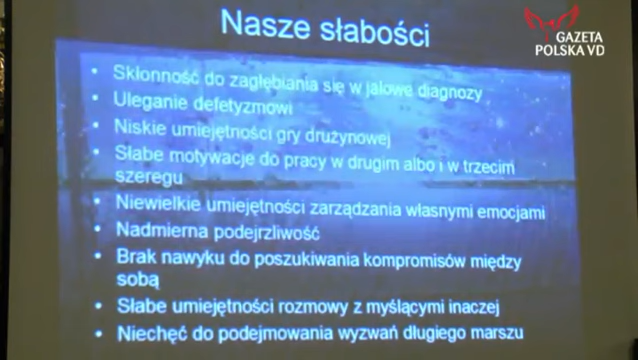 Nasze słabości
GAZETA
POLSKA VD
• Skłonność do zagłębiania się w jałowe diagnozy
• Uleganie defetyzmowi
• Niskie umiejętności gry drużynowej
• Słabe motywacje do pracy w drugim albo i w trzecim
szeregu
• Niewielkie umiejętności zarządzania własnymi emocjami
• Nadmierna podejrzliwość
• Brak nawyku do poszukiwania kompromisów między
sobą
• Słabe umiejętności rozmowy z myślącymi inaczej
• Niechęć do podejmowania wyzwań długiego marszu